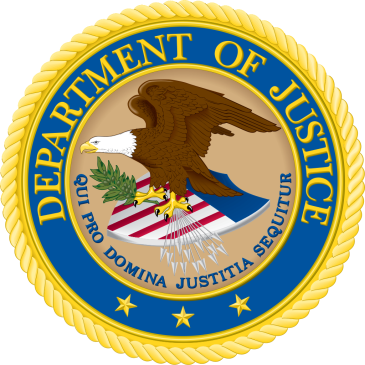 DEPARTMENT OF JUSTICE
QUI PRO DOMINA JUSTITIA SEQUITUR